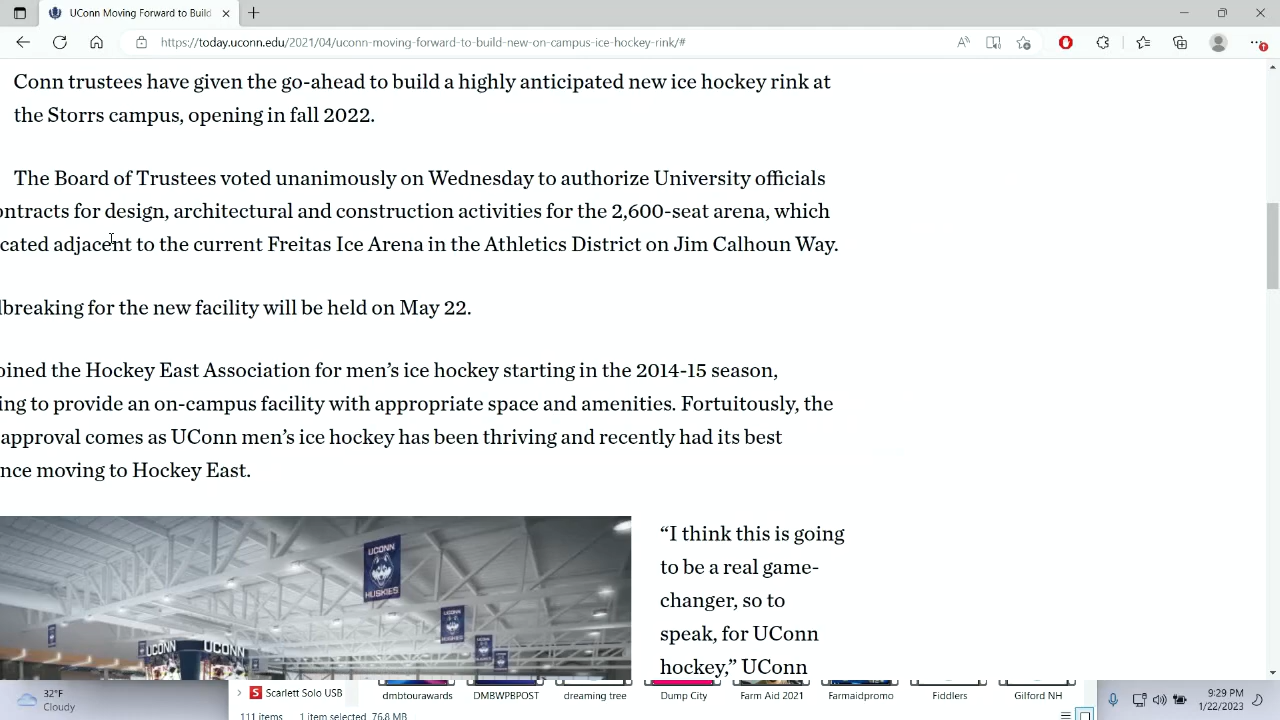 UConn Moving Forward to Build
https://today.uconn.edu/2021/04/uconn-moving-forward-to-build-new-on-campus-ice-hockey-rink/#
Conn trustees have given the go-ahead to build a highly anticipated new ice hockey rink at
the Storrs campus, opening in fall 2022.
The Board of Trustees voted unanimously on Wednesday to authorize University officials
ontracts for design, architectural and construction activities for the 2,600-seat arena, which
cated adjacent to the current Freitas Ice Arena in the Athletics District on Jim Calhoun Way.
dbreaking for the new facility will be held on May 22.
oined the Hockey East Association for men’s ice hockey starting in the 2014-15 season,
ing to provide an on-campus facility with appropriate space and amenities. Fortuitously, the
approval comes as UConn men’s ice hockey has been thriving and recently had its best
nce moving to Hockey East.
“I think this is going
to be a real game-
changer, so to
speak, for UConn
hockey,” UConn
UCONN
HUSKIES
UCONN
UCONN
UCONN
Scarlett Solo USB
dmbtourawards
DMBWPBPOST
dreaming tree
Dump City
Farm Aid 2021
Farmaidpromo
Fiddlers
Gilford NH
32°F
Cloudy
111 items
1 item selected 76.8 MB
9:29 PM
1/22/2023